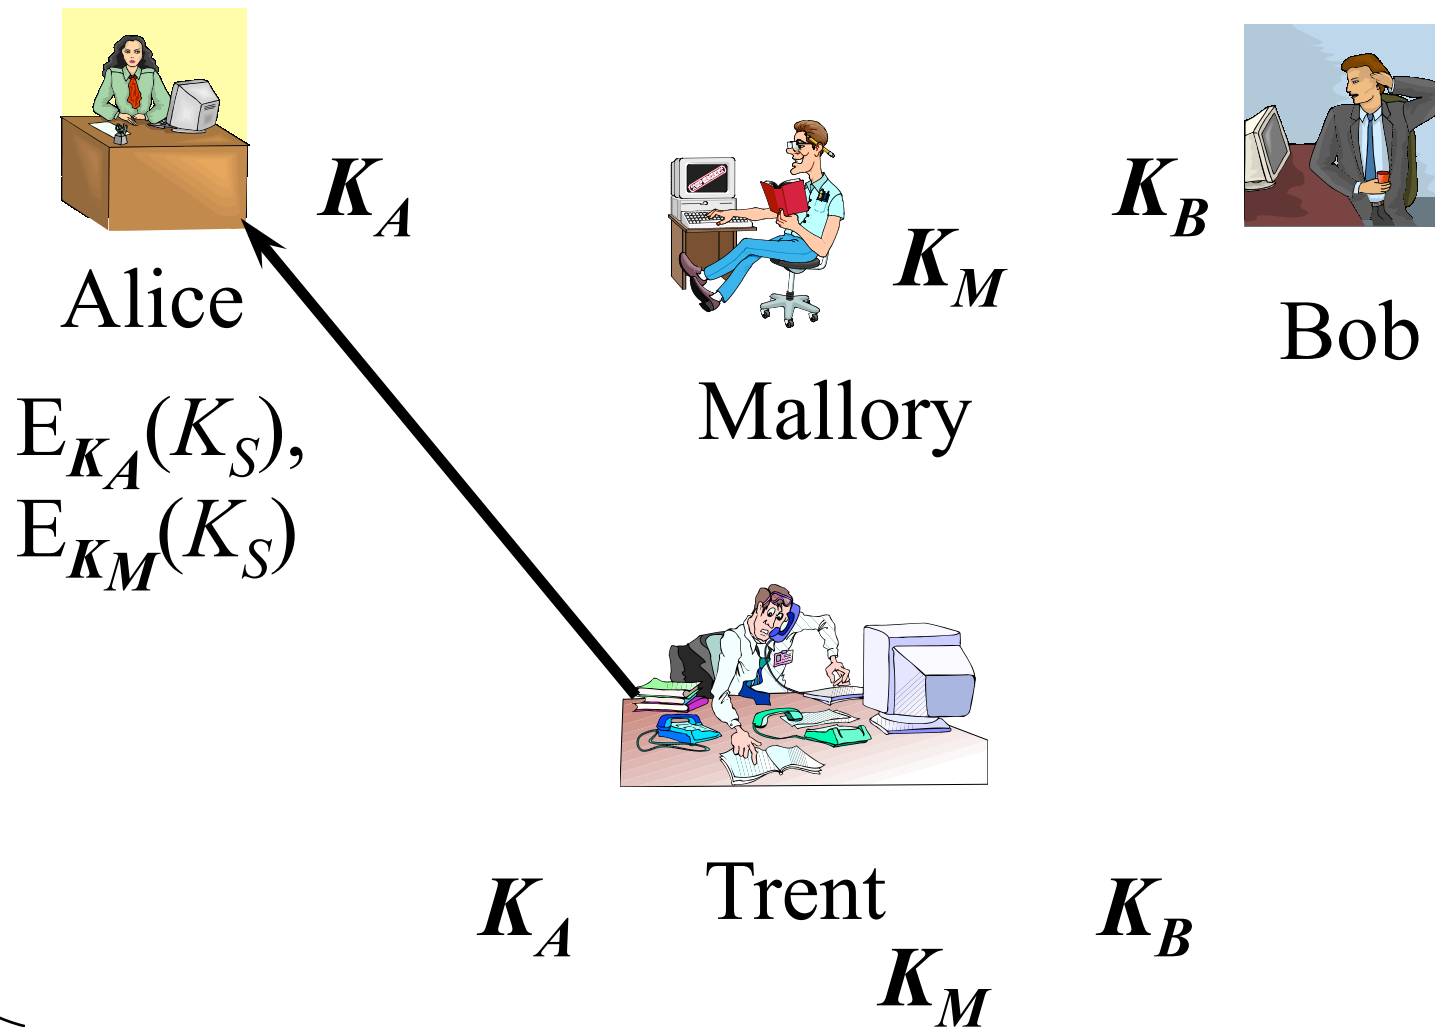 K_A
K_B
K_M
Alice
Bob
Mallory
E_{K_A}(K_S),
E_{K_M}(K_S)
Trent
K_A
K_B
K_M